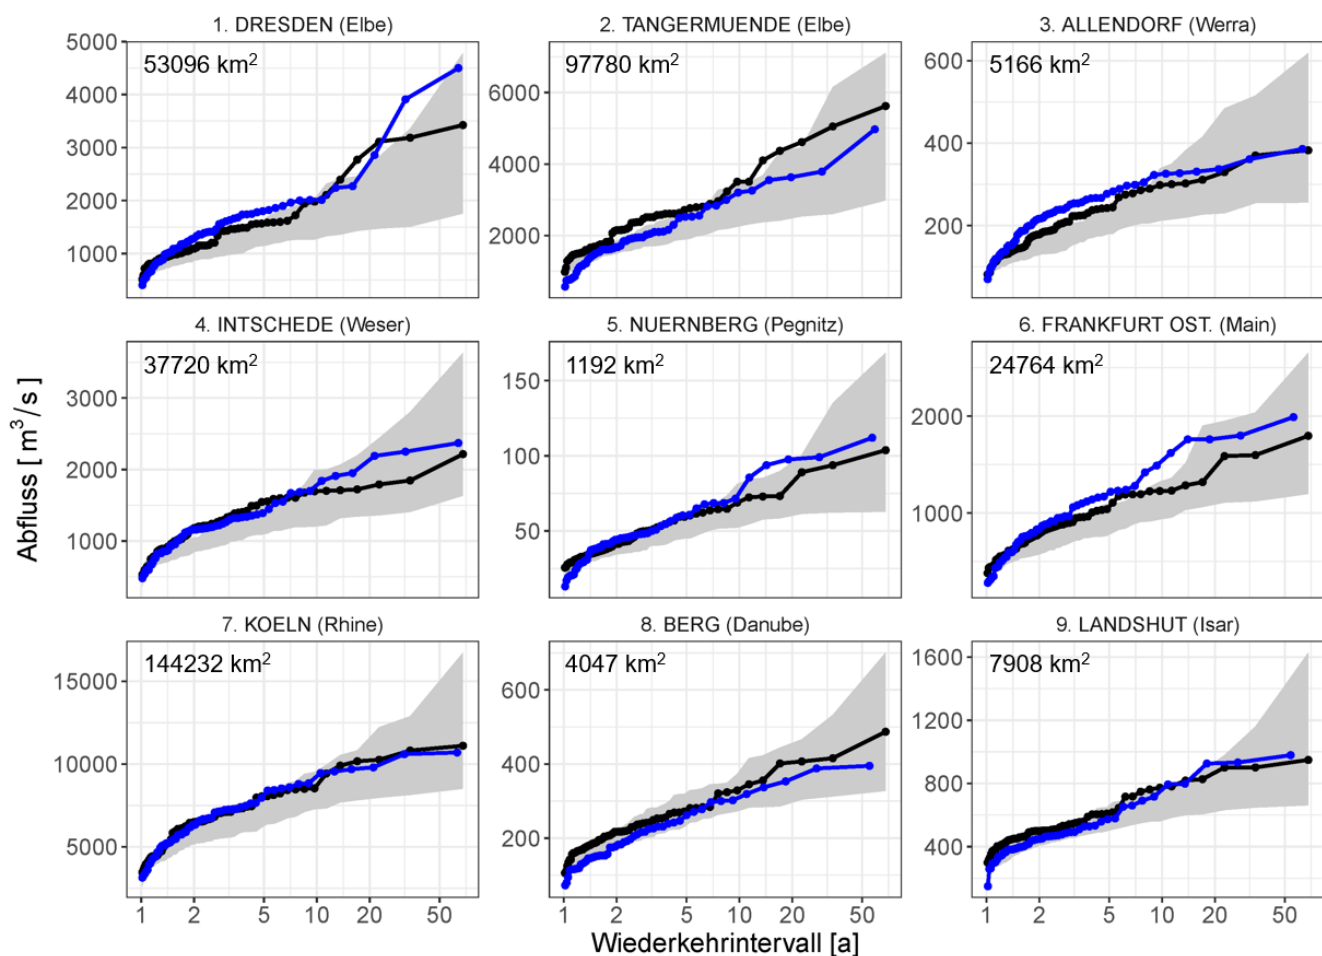 1. DRESDEN (Elbe)
2. TANGERMUENDE (Elbe)
3. ALLENDORF (Werra)
5000
4000
3000
2000
1000
53096 km²
6000
4000
2000
97780 km²
600
400
200
5166 km²
4. INTSCHEDE (Weser)
5. NUERNBERG (Pegnitz)
6. FRANKFURT OST. (Main)
3000
2000
1000
37720 km²
150
100
50
1192 km²
2000
1000
24764 km²
7. KOELN (Rhine)
8. BERG (Danube)
9. LANDSHUT (Isar)
15000
10000
5000
144232 km²
600
400
200
4047 km²
1600
1200
800
400
7908 km²
1 2 5 10 20 50
1 2 5 10 20 50
1 2 5 10 20 50
Abfluss [ m³ / s ]
Wiederkehrintervall [a]